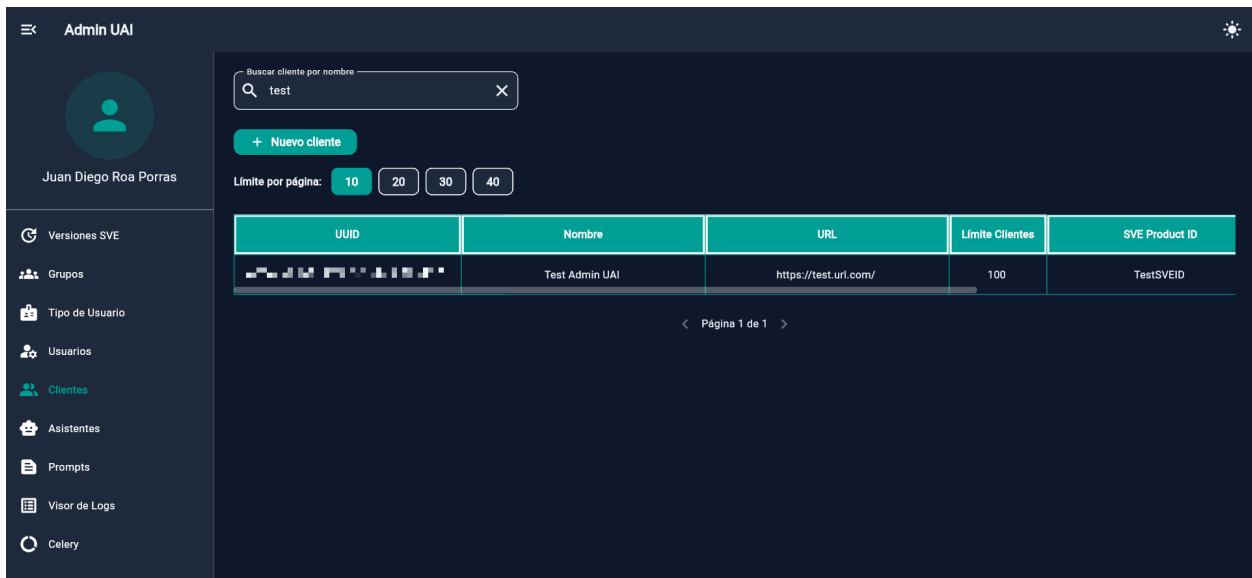 Admin UAI
Juan Diego Roa Porras
Versiones SVE
Grupos
Tipo de Usuario
Usuarios
Clientes
Asistentes
Prompts
Visor de Logs
Celery
Buscar cliente por nombre
test
+ Nuevo cliente
Límite por página: 10 20 30 40
UUID Nombre URL Límite Clientes SVE Product ID
Test Admin UAI https://test.url.com/ 100 TestSVEID
< Página 1 de 1 >